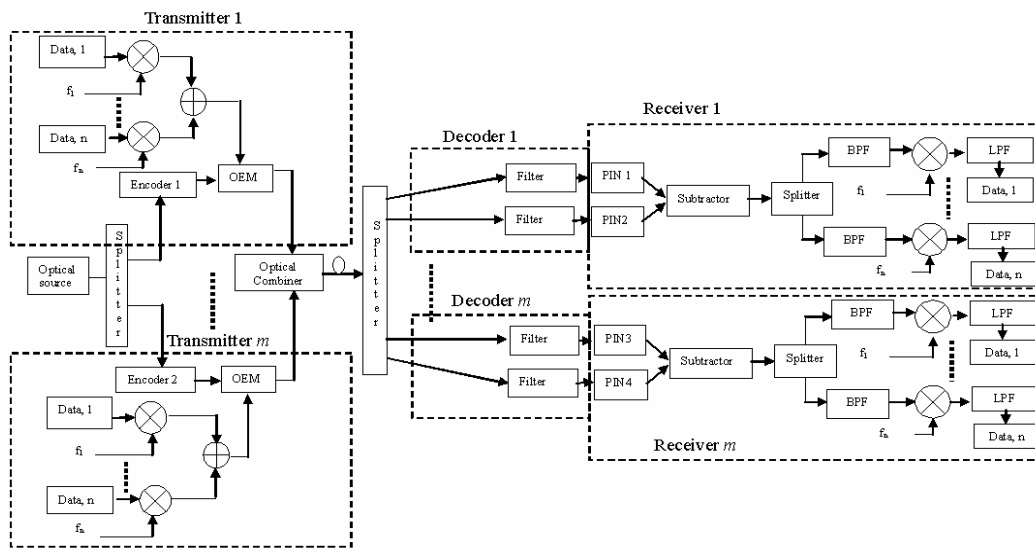 Transmitter 1
Data, 1
f1
Data, n
fn
Encoder 1
OEM
Optical source
Splitter
Optical Combiner
Splitter
Transmitter m
Encoder 2
OEM
Data, 1
f1
Data, n
fn
Decoder 1
Filter
Filter
Decoder m
Filter
Filter
Receiver 1
PIN 1
PIN2
Subtractor
Splitter
BPF
f1
LPF
Data, 1
BPF
fn
LPF
Data, n
PIN3
PIN4
Subtractor
Splitter
BPF
f1
LPF
Data, 1
BPF
fn
LPF
Data, n
Receiver m